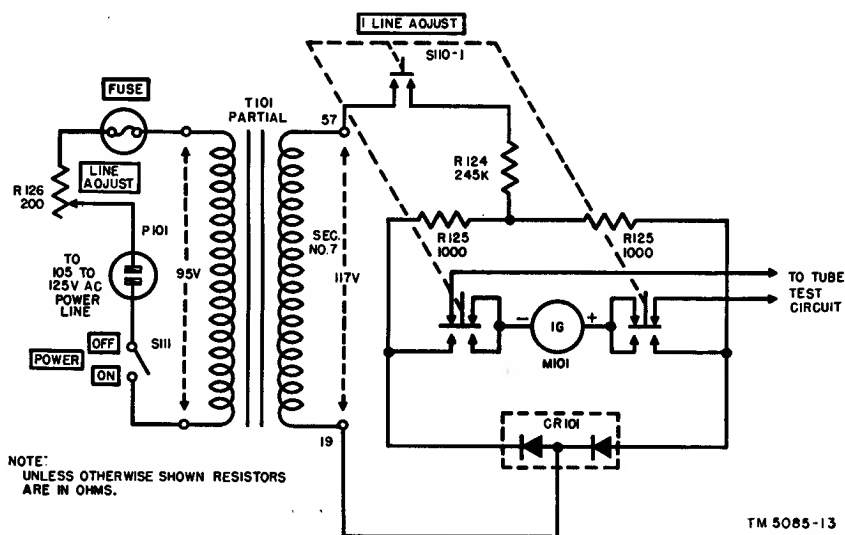 1 LINE ADJUST
S110-1
FUSE
T101
PARTIAL
57
R124
245K
LINE
ADJUST
R126
200
P101
R125
1000
R125
1000
SEC.
NO.7
TO
105 TO
125V AC
POWER
LINE
95V
117V
TO TUBE
TEST
CIRCUIT
−
IG
+
M101
OFF
S111
POWER
ON
19
CR101
NOTE:
UNLESS OTHERWISE SHOWN RESISTORS
ARE IN OHMS.
TM 5085-13